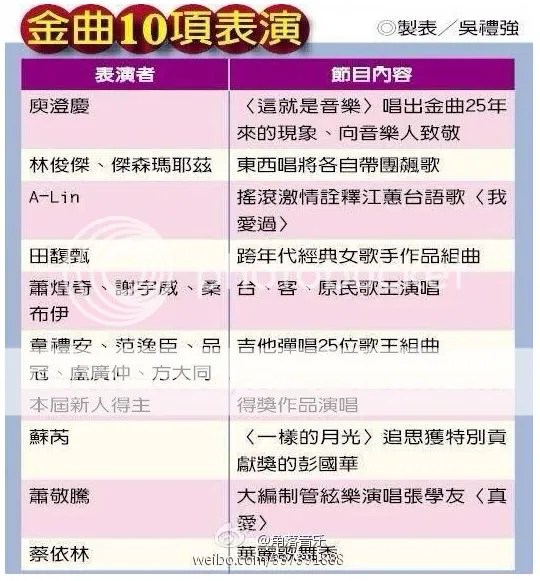 金曲10項表演
◎製表／吳禮強
表演者 節目內容
庾澄慶 〈這就是音樂〉唱出金曲25年
來的現象、向音樂人致敬
林俊傑、傑森瑪耶茲 東西唱將各自帶團飆歌
A-Lin 搖滾激情詮釋江蕙台語歌〈我
愛過〉
田馥甄 跨年代經典女歌手作品組曲
蕭煌奇、謝宇威、桑 台、客、原民歌王演唱
布伊
韋禮安、范逸臣、品 吉他彈唱25位歌王組曲
冠、盧廣仲、方大同
本屆新人得主 得獎作品演唱
蘇芮 〈一樣的月光〉追思獲特別貢
獻獎的彭國華
蕭敬騰 大編制管絃樂演唱張學友〈真
愛〉
蔡依林 華麗歌舞秀
@角落音乐